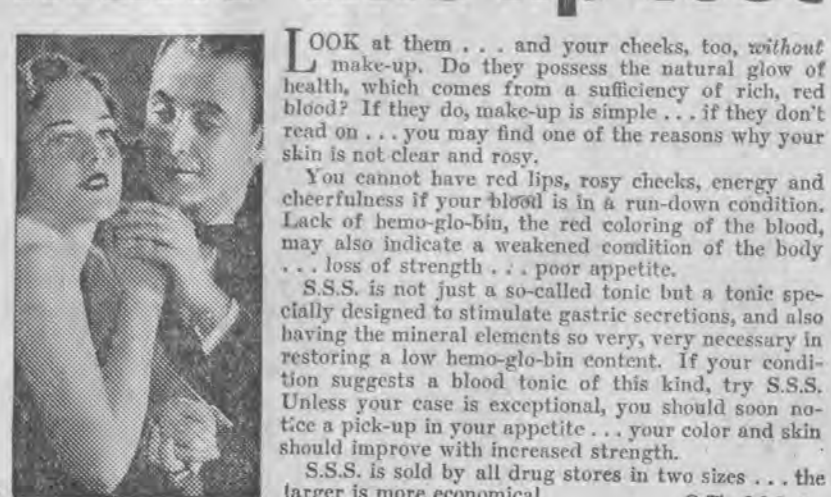 LOOK at them . . . and your cheeks, too, without
make-up. Do they possess the natural glow of
health, which comes from a sufficiency of rich, red
blood? If they do, make-up is simple . . . if they don't
read on . . . you may find one of the reasons why your
skin is not clear and rosy.
You cannot have red lips, rosy cheeks, energy and
cheerfulness if your blood is in a run-down condition.
Lack of hemo-glo-bin, the red coloring of the blood,
may also indicate a weakened condition of the body
. . . loss of strength . . . poor appetite.
S.S.S. is not just a so-called tonic but a tonic spe-
cially designed to stimulate gastric secretions, and also
having the mineral elements so very, very necessary in
restoring a low hemo-glo-bin content. If your condi-
tion suggests a blood tonic of this kind, try S.S.S.
Unless your case is exceptional, you should soon no-
tice a pick-up in your appetite . . . your color and skin
should improve with increased strength.
S.S.S. is sold by all drug stores in two sizes . . . the
larger is more economical.